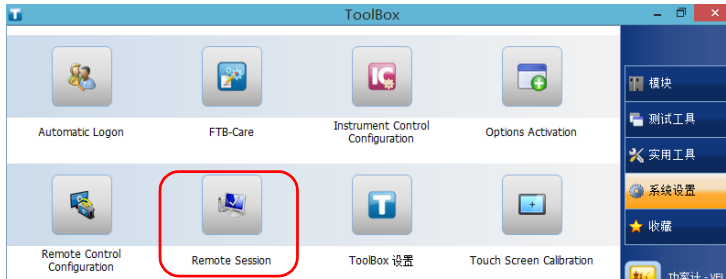 ToolBox
Automatic Logon
FTB-Care
Instrument Control
Configuration
Options Activation
Remote Control
Configuration
Remote Session
ToolBox 设置
Touch Screen Calibration
模块
测试工具
实用工具
系统设置
收藏